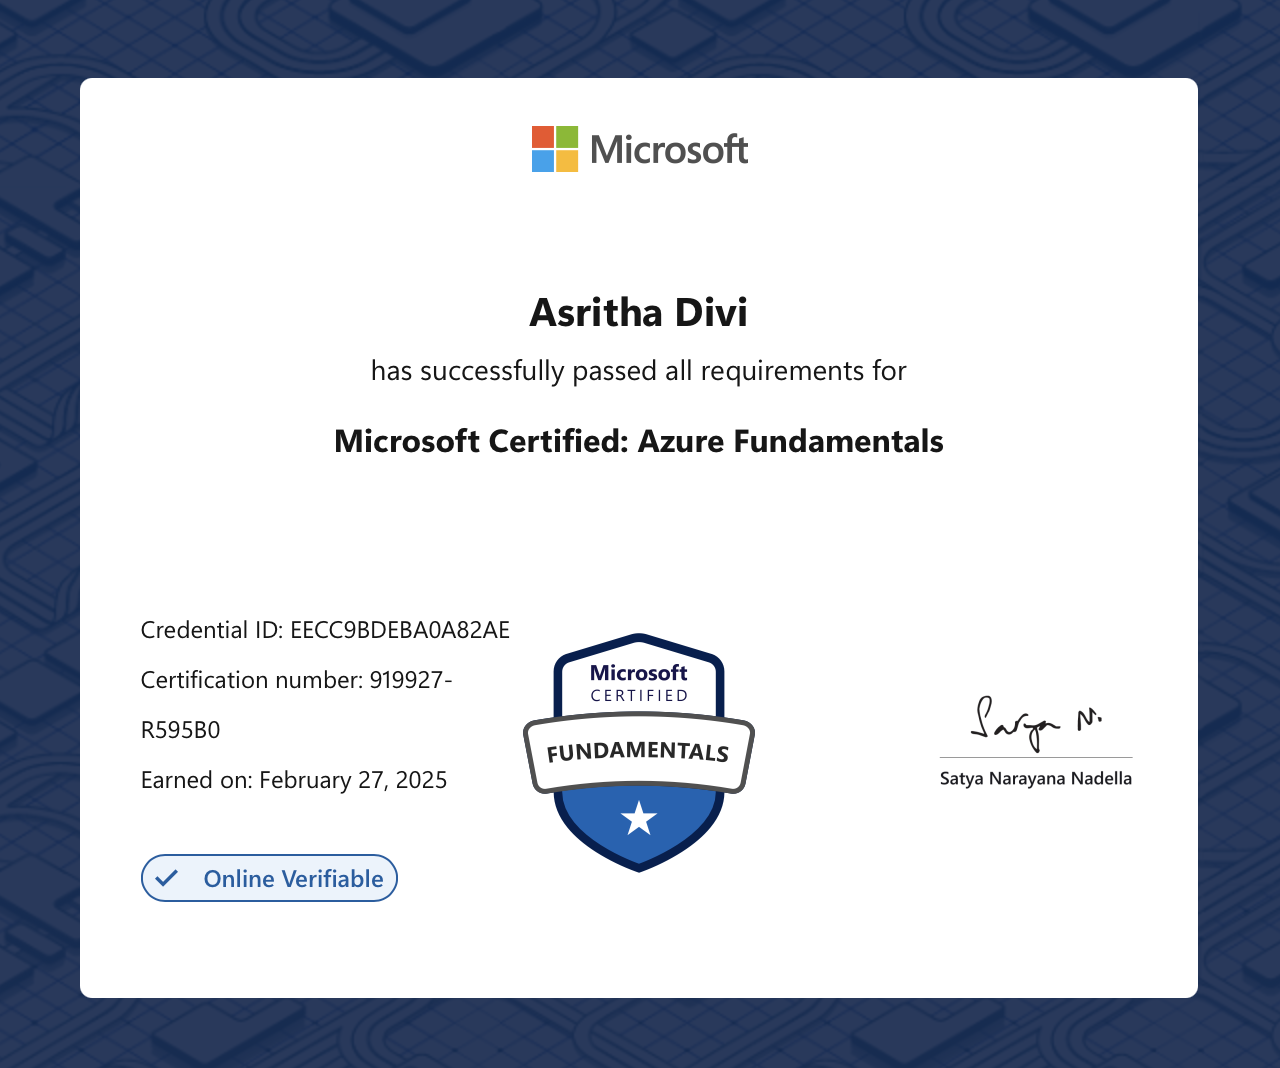 Microsoft
Asritha Divi
has successfully passed all requirements for
Microsoft Certified: Azure Fundamentals
Credential ID: EECC9BDEBA0A82AE
Certification number: 919927-
R595B0
Earned on: February 27, 2025
Online Verifiable
Microsoft
CERTIFIED
FUNDAMENTALS
Satya N.
Satya Narayana Nadella